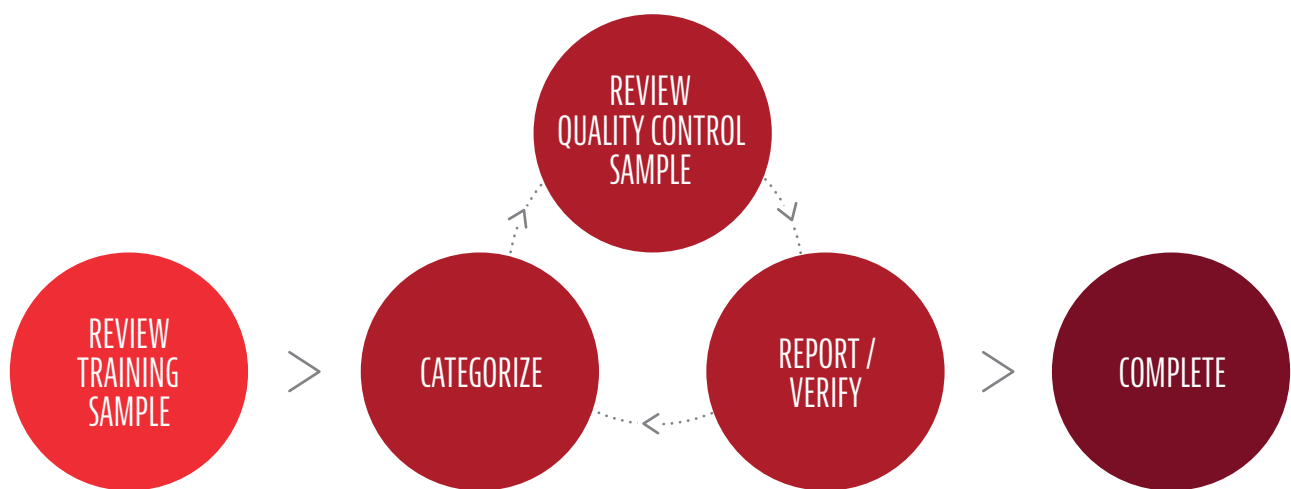 REVIEW
QUALITY CONTROL
SAMPLE
REVIEW
TRAINING
SAMPLE
CATEGORIZE
REPORT /
VERIFY
COMPLETE